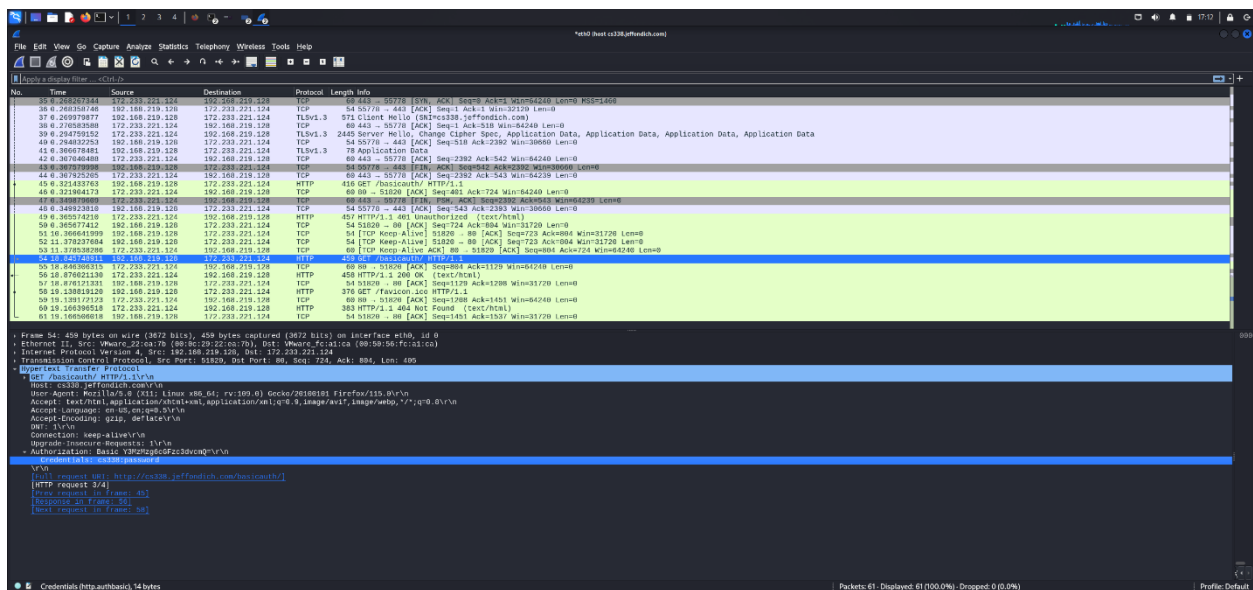 1 2 3 4
17:12
*eth0 (host cs338.jeffondich.com)
File Edit View Go Capture Analyze Statistics Telephony Wireless Tools Help
Apply a display filter ... <Ctrl-/>
No. Time Source Destination Protocol Length Info
35 0.268267344 172.233.221.124 192.168.219.128 TCP 60 443 → 55778 [SYN, ACK] Seq=0 Ack=1 Win=64240 Len=0 MSS=1460
36 0.268358746 192.168.219.128 172.233.221.124 TCP 54 55778 → 443 [ACK] Seq=1 Ack=1 Win=32120 Len=0
37 0.269979877 192.168.219.128 172.233.221.124 TLSv1.3 571 Client Hello (SNI=cs338.jeffondich.com)
38 0.270583588 172.233.221.124 192.168.219.128 TCP 60 443 → 55778 [ACK] Seq=1 Ack=518 Win=64240 Len=0
39 0.294759152 172.233.221.124 192.168.219.128 TLSv1.3 2445 Server Hello, Change Cipher Spec, Application Data, Application Data, Application Data, Application Data
40 0.294832253 192.168.219.128 172.233.221.124 TCP 54 55778 → 443 [ACK] Seq=518 Ack=2392 Win=30660 Len=0
41 0.306678481 192.168.219.128 172.233.221.124 TLSv1.3 78 Application Data
42 0.307040480 172.233.221.124 192.168.219.128 TCP 60 443 → 55778 [ACK] Seq=2392 Ack=542 Win=64240 Len=0
43 0.307579998 192.168.219.128 172.233.221.124 TCP 54 55778 → 443 [FIN, ACK] Seq=542 Ack=2392 Win=30660 Len=0
44 0.307925205 172.233.221.124 192.168.219.128 TCP 60 443 → 55778 [ACK] Seq=2392 Ack=543 Win=64239 Len=0
45 0.321433763 192.168.219.128 172.233.221.124 HTTP 416 GET /basicauth/ HTTP/1.1
46 0.321904173 172.233.221.124 192.168.219.128 TCP 60 80 → 51820 [ACK] Seq=401 Ack=724 Win=64240 Len=0
47 0.349879609 172.233.221.124 192.168.219.128 TCP 60 443 → 55778 [FIN, PSH, ACK] Seq=2392 Ack=543 Win=64239 Len=0
48 0.349923810 192.168.219.128 172.233.221.124 TCP 54 55778 → 443 [ACK] Seq=543 Ack=2393 Win=30660 Len=0
49 0.365574210 172.233.221.124 192.168.219.128 HTTP 457 HTTP/1.1 401 Unauthorized (text/html)
50 0.365677412 192.168.219.128 172.233.221.124 TCP 54 51820 → 80 [ACK] Seq=724 Ack=804 Win=31720 Len=0
51 10.366641999 192.168.219.128 172.233.221.124 TCP 54 [TCP Keep-Alive] 51820 → 80 [ACK] Seq=723 Ack=804 Win=31720 Len=0
52 11.378237604 192.168.219.128 172.233.221.124 TCP 54 [TCP Keep-Alive] 51820 → 80 [ACK] Seq=723 Ack=804 Win=31720 Len=0
53 11.378538286 172.233.221.124 192.168.219.128 TCP 60 [TCP Keep-Alive ACK] 80 → 51820 [ACK] Seq=804 Ack=724 Win=64240 Len=0
54 18.845748911 192.168.219.128 172.233.221.124 HTTP 459 GET /basicauth/ HTTP/1.1
55 18.846306315 172.233.221.124 192.168.219.128 TCP 60 80 → 51820 [ACK] Seq=804 Ack=1129 Win=64240 Len=0
56 18.876021130 172.233.221.124 192.168.219.128 HTTP 458 HTTP/1.1 200 OK (text/html)
57 18.876121331 192.168.219.128 172.233.221.124 TCP 54 51820 → 80 [ACK] Seq=1129 Ack=1208 Win=31720 Len=0
58 19.138819120 192.168.219.128 172.233.221.124 HTTP 376 GET /favicon.ico HTTP/1.1
59 19.139172123 172.233.221.124 192.168.219.128 TCP 60 80 → 51820 [ACK] Seq=1208 Ack=1451 Win=64240 Len=0
60 19.166396518 172.233.221.124 192.168.219.128 HTTP 383 HTTP/1.1 404 Not Found (text/html)
61 19.166506018 192.168.219.128 172.233.221.124 TCP 54 51820 → 80 [ACK] Seq=1451 Ack=1537 Win=31720 Len=0
Frame 54: 459 bytes on wire (3672 bits), 459 bytes captured (3672 bits) on interface eth0, id 0
Ethernet II, Src: VMware_22:ea:7b (00:0c:29:22:ea:7b), Dst: VMware_fc:a1:ca (00:50:56:fc:a1:ca)
Internet Protocol Version 4, Src: 192.168.219.128, Dst: 172.233.221.124
Transmission Control Protocol, Src Port: 51820, Dst Port: 80, Seq: 724, Ack: 804, Len: 405
Hypertext Transfer Protocol
GET /basicauth/ HTTP/1.1\r\n
Host: cs338.jeffondich.com\r\n
User-Agent: Mozilla/5.0 (X11; Linux x86_64; rv:109.0) Gecko/20100101 Firefox/115.0\r\n
Accept: text/html,application/xhtml+xml,application/xml;q=0.9,image/avif,image/webp,*/*;q=0.8\r\n
Accept-Language: en-US,en;q=0.5\r\n
Accept-Encoding: gzip, deflate\r\n
DNT: 1\r\n
Connection: keep-alive\r\n
Upgrade-Insecure-Requests: 1\r\n
Authorization: Basic Y3MzMzg6cGFzc3dvcmQ=\r\n
Credentials: cs338:password
\r\n
[Full request URI: http://cs338.jeffondich.com/basicauth/]
[HTTP request 3/4]
[Prev request in frame: 45]
[Response in frame: 56]
[Next request in frame: 58]
Credentials (http.authbasic), 14 bytes
Packets: 61 · Displayed: 61 (100.0%) · Dropped: 0 (0.0%)
Profile: Default